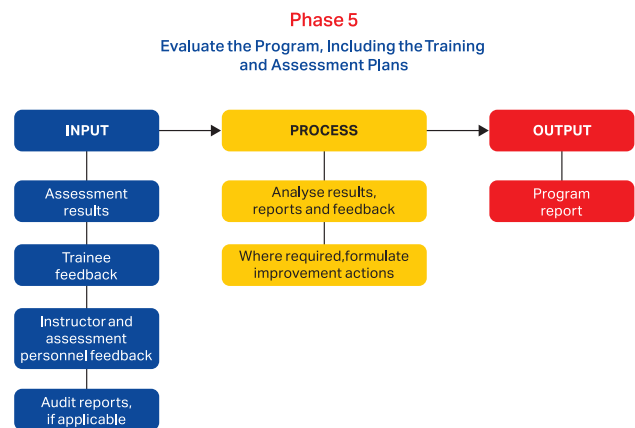 Phase 5
Evaluate the Program, Including the Training
and Assessment Plans
INPUT
PROCESS
OUTPUT
Assessment
results
Analyse results,
reports and feedback
Program
report
Trainee
feedback
Where required,formulate
improvement actions
Instructor and
assessment
personnel feedback
Audit reports,
if applicable